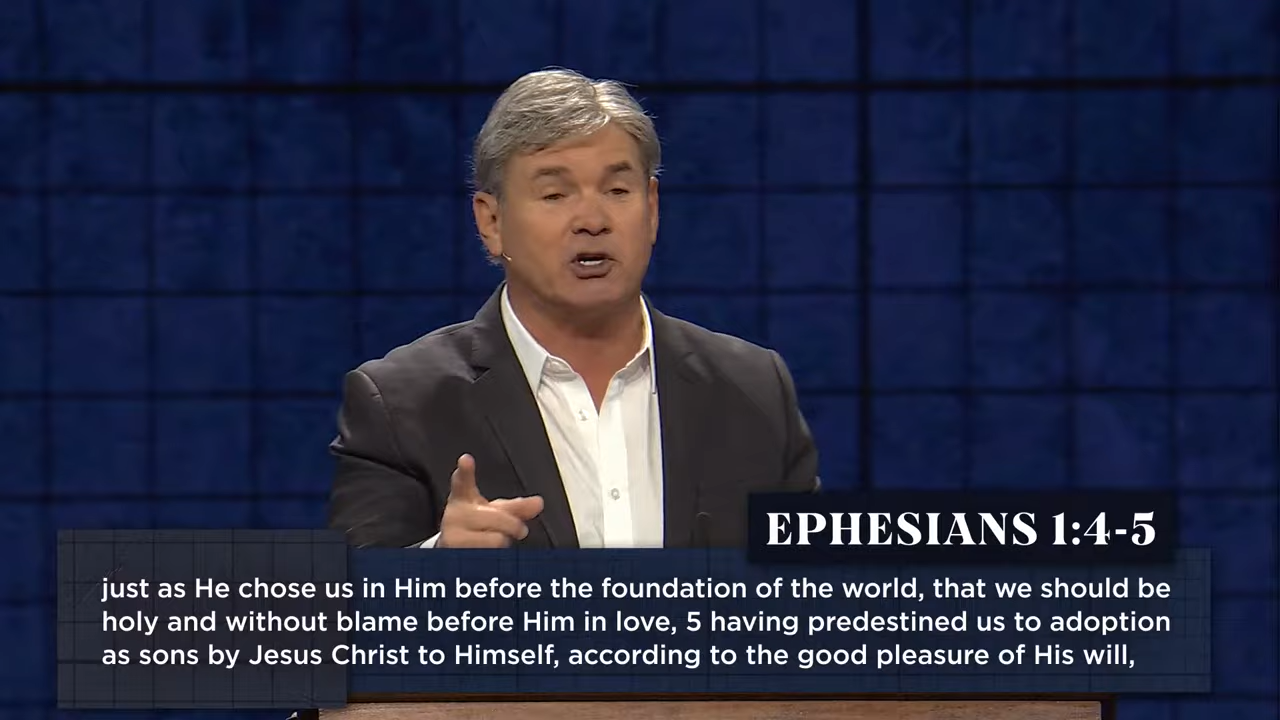 EPHESIANS 1:4-5
just as He chose us in Him before the foundation of the world, that we should be
holy and without blame before Him in love, 5 having predestined us to adoption
as sons by Jesus Christ to Himself, according to the good pleasure of His will,